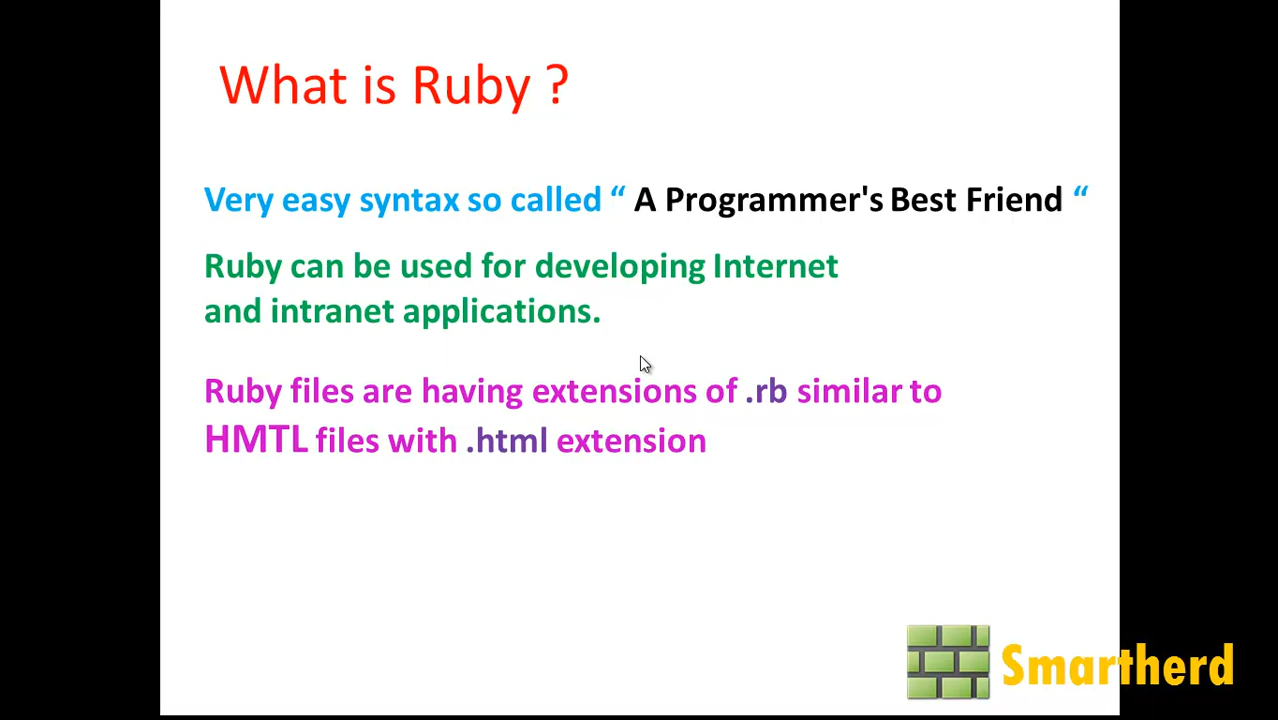 What is Ruby ?
Very easy syntax so called “ A Programmer's Best Friend “
Ruby can be used for developing Internet
and intranet applications.
Ruby files are having extensions of .rb similar to
HMTL files with .html extension
Smartherd